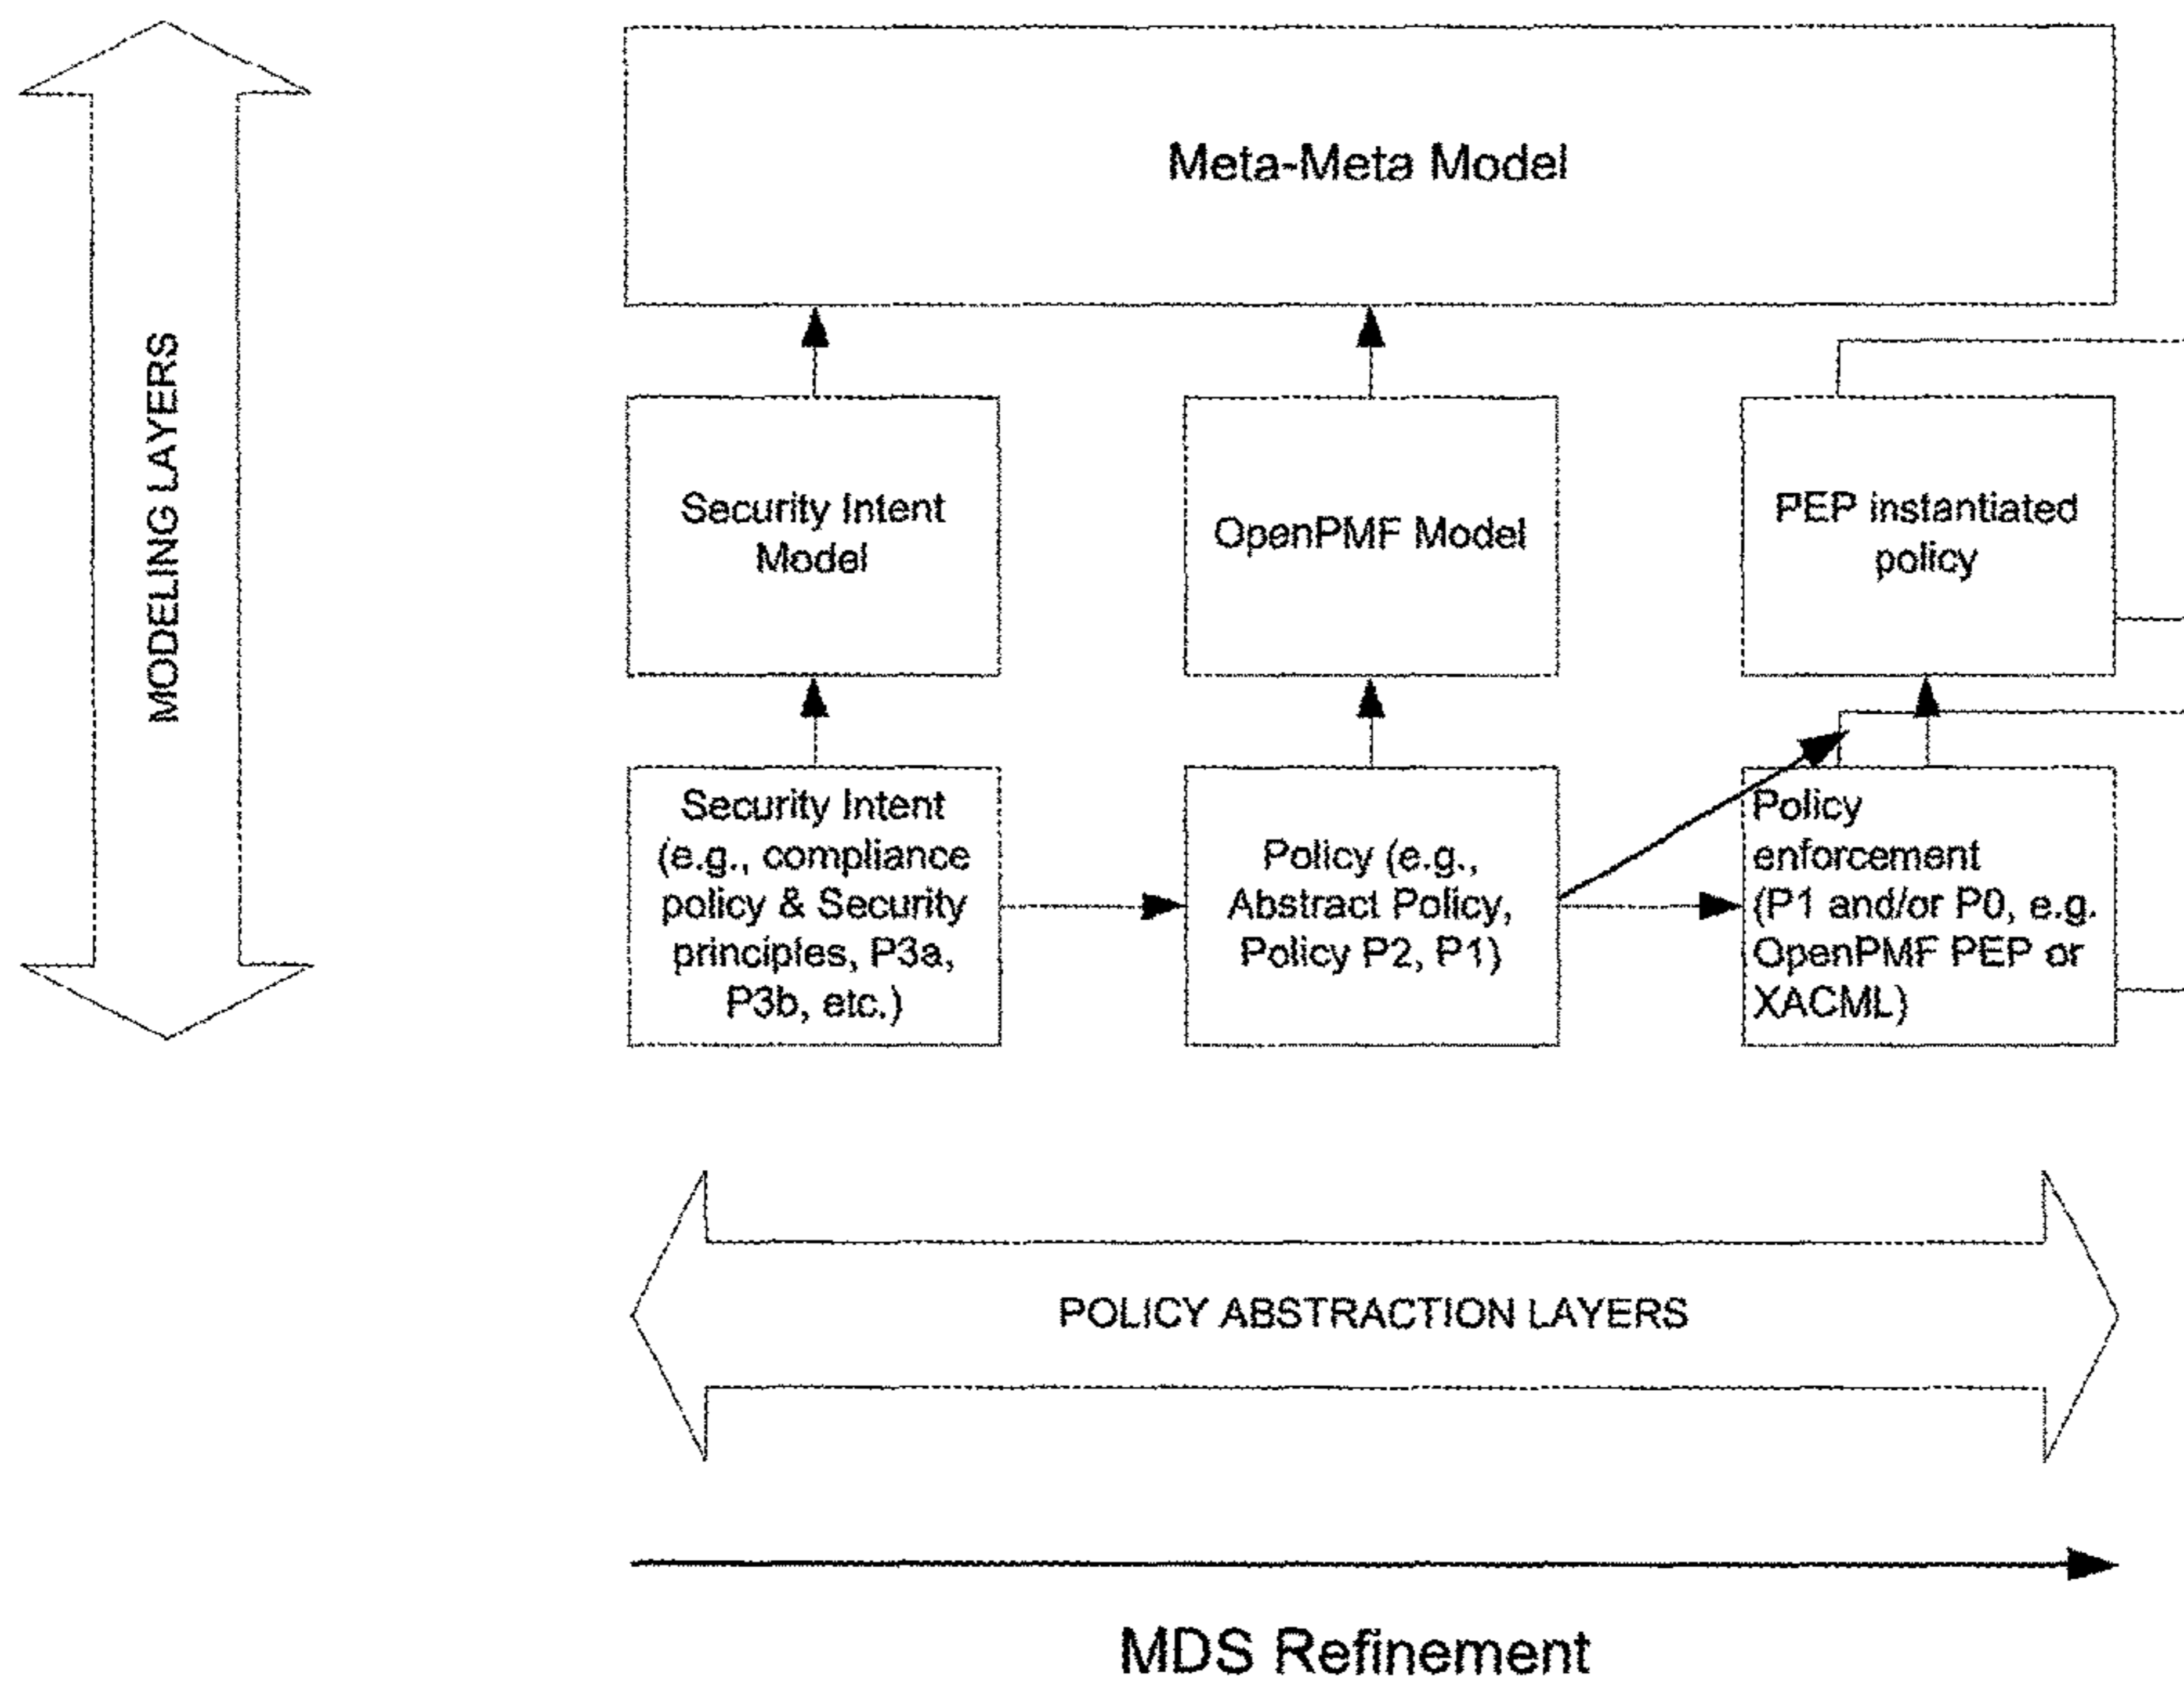 Meta-Meta Model
MODELING LAYERS
Security Intent
Model
OpenPMF Model
PEP instantiated
policy
Security Intent
(e.g., compliance
policy & Security
principles, P3a,
P3b, etc.)
Policy (e.g.,
Abstract Policy,
Policy P2, P1)
Policy
enforcement
(P1 and/or P0, e.g.
OpenPMF PEP or
XACML)
POLICY ABSTRACTION LAYERS
MDS Refinement